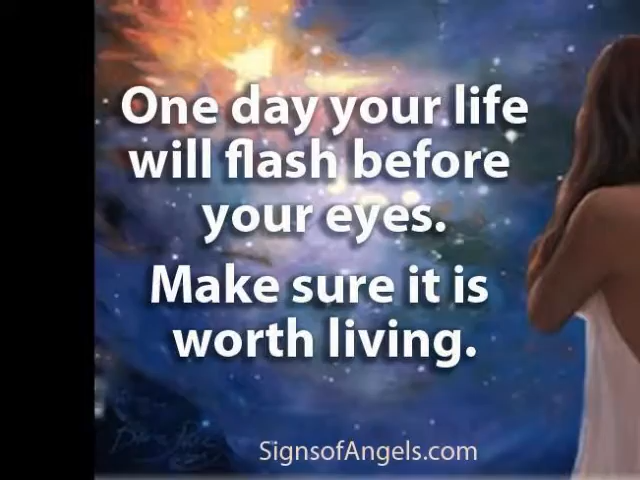 One day your life
will flash before
your eyes.
Make sure it is
worth living.
SignsofAngels.com